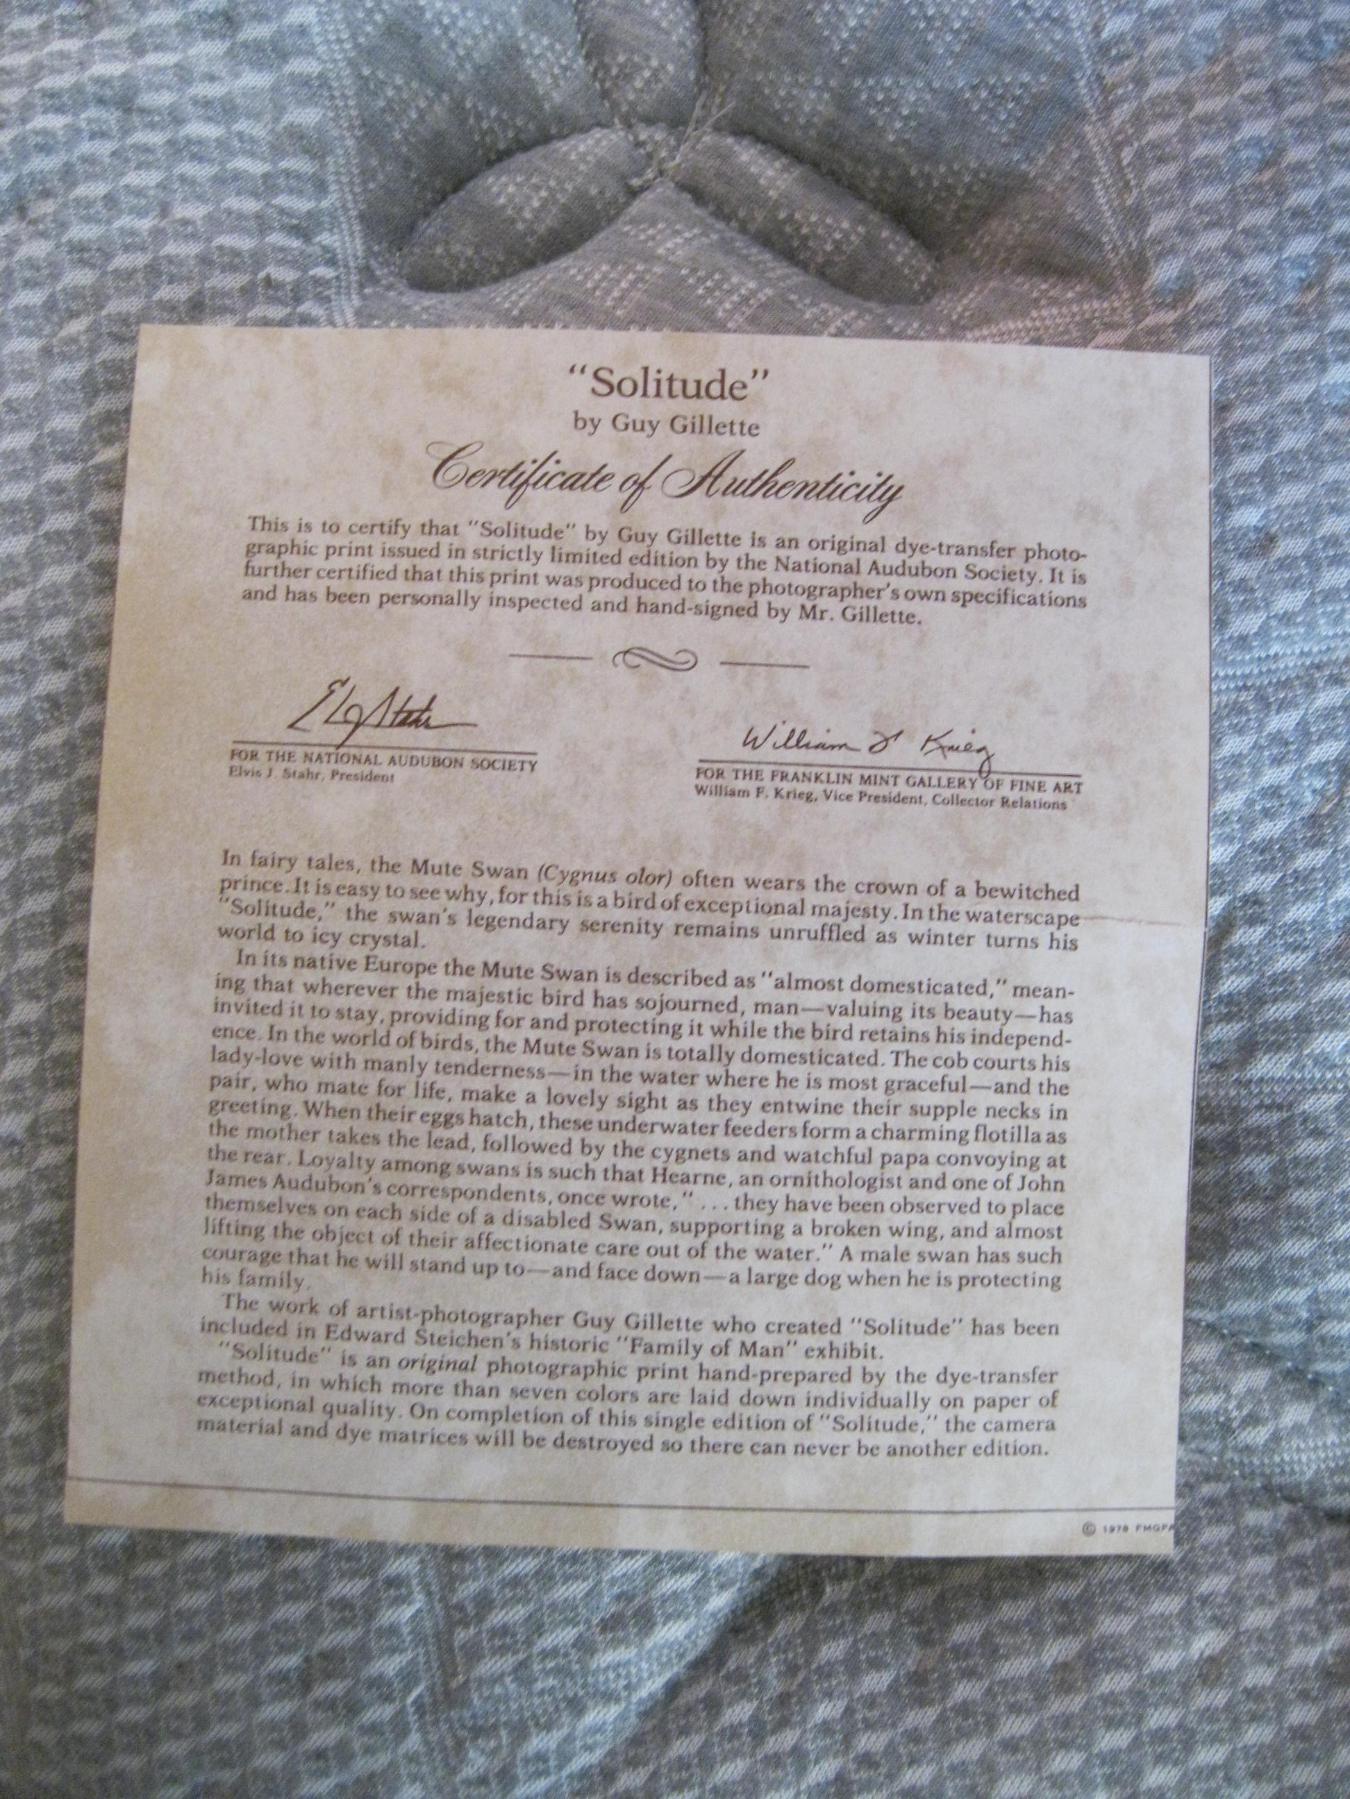 “Solitude”
by Guy Gillette
Certificate of Authenticity
This is to certify that “Solitude” by Guy Gillette is an original dye-transfer photo-
graphic print issued in strictly limited edition by the National Audubon Society. It is
further certified that this print was produced to the photographer’s own specifications
and has been personally inspected and hand-signed by Mr. Gillette.
William F Krieg
FOR THE NATIONAL AUDUBON SOCIETY
Elvis J. Stahr, President
FOR THE FRANKLIN MINT GALLERY OF FINE ART
William F. Krieg, Vice President, Collector Relations
In fairy tales, the Mute Swan (Cygnus olor) often wears the crown of a bewitched
prince. It is easy to see why, for this is a bird of exceptional majesty. In the waterscape
“Solitude,” the swan’s legendary serenity remains unruffled as winter turns his
world to icy crystal.
In its native Europe the Mute Swan is described as “almost domesticated,” mean-
ing that wherever the majestic bird has sojourned, man—valuing its beauty—has
invited it to stay, providing for and protecting it while the bird retains his independ-
ence. In the world of birds, the Mute Swan is totally domesticated. The cob courts his
lady-love with manly tenderness—in the water where he is most graceful—and the
pair, who mate for life, make a lovely sight as they entwine their supple necks in
greeting. When their eggs hatch, these underwater feeders form a charming flotilla as
the mother takes the lead, followed by the cygnets and watchful papa convoying at
the rear. Loyalty among swans is such that Hearne, an ornithologist and one of John
James Audubon’s correspondents, once wrote, “...they have been observed to place
themselves on each side of a disabled Swan, supporting a broken wing, and almost
lifting the object of their affectionate care out of the water.” A male swan has such
courage that he will stand up to—and face down—a large dog when he is protecting
his family.
The work of artist-photographer Guy Gillette who created “Solitude” has been
included in Edward Steichen’s historic “Family of Man” exhibit.
“Solitude” is an original photographic print hand-prepared by the dye-transfer
method, in which more than seven colors are laid down individually on paper of
exceptional quality. On completion of this single edition of “Solitude,” the camera
material and dye matrices will be destroyed so there can never be another edition.
© 1978 FMGFA